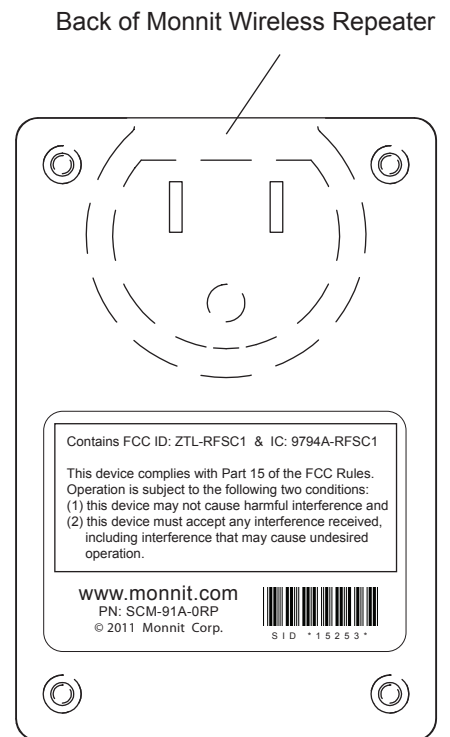 Back of Monnit Wireless Repeater
Contains FCC ID: ZTL-RFSC1 & IC: 9794A-RFSC1
This device complies with Part 15 of the FCC Rules.
Operation is subject to the following two conditions:
(1) this device may not cause harmful interference and
(2) this device must accept any interference received,
including interference that may cause undesired
operation.
www.monnit.com
PN: SCM-91A-0RP
© 2011 Monnit Corp.
SID *15253*